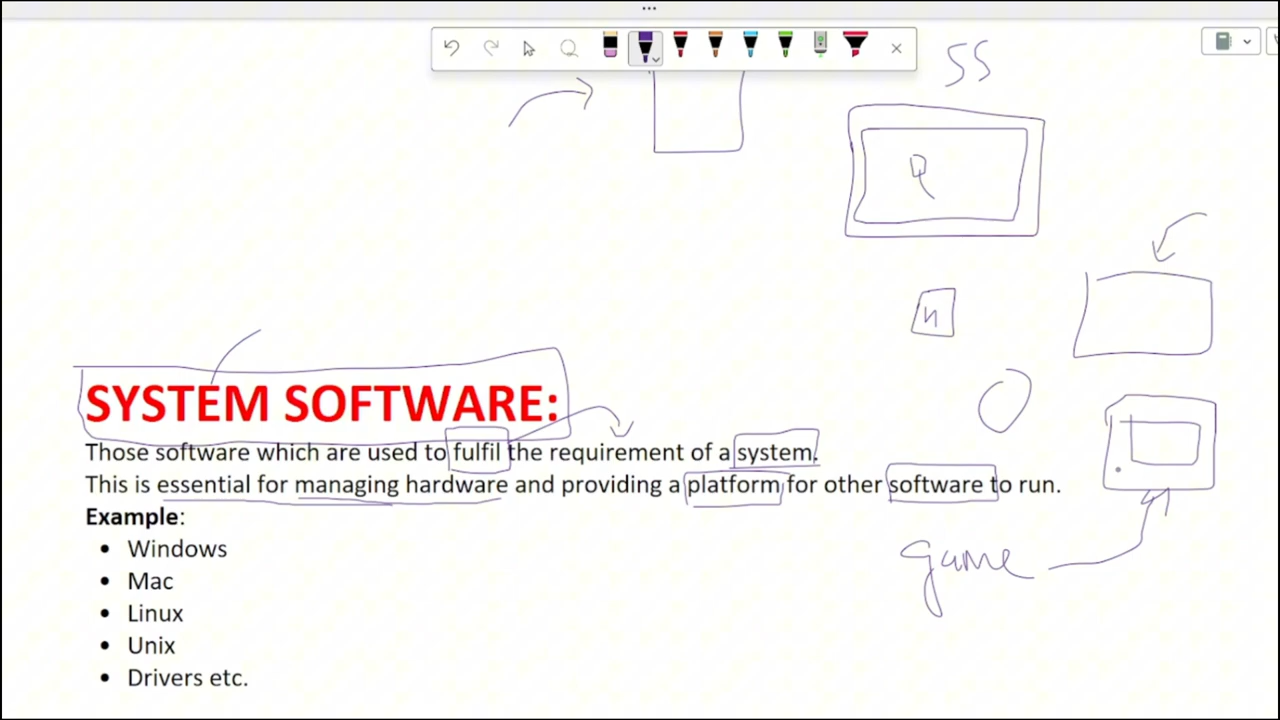 SS
R
n
SYSTEM SOFTWARE:
Those software which are used to fulfil the requirement of a system.
This is essential for managing hardware and providing a platform for other software to run.
Example:
• Windows
• Mac
• Linux
• Unix
• Drivers etc.
game